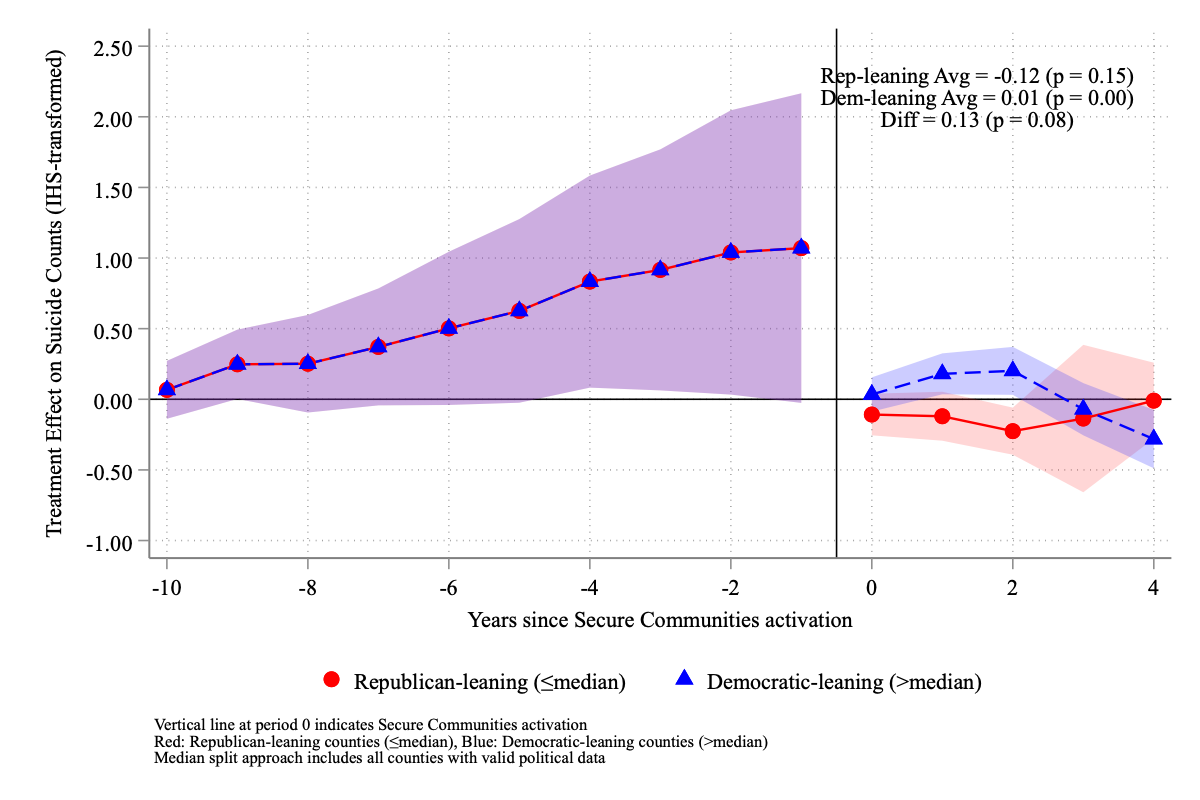 2.50
2.00
1.50
1.00
0.50
0.00
-0.50
-1.00
Treatment Effect on Suicide Counts (IHS-transformed)
Rep-leaning Avg = -0.12 (p = 0.15)
Dem-leaning Avg = 0.01 (p = 0.00)
Diff = 0.13 (p = 0.08)
-10 -8 -6 -4 -2 0 2 4
Years since Secure Communities activation
Republican-leaning (≤median) Democratic-leaning (>median)
Vertical line at period 0 indicates Secure Communities activation
Red: Republican-leaning counties (≤median), Blue: Democratic-leaning counties (>median)
Median split approach includes all counties with valid political data